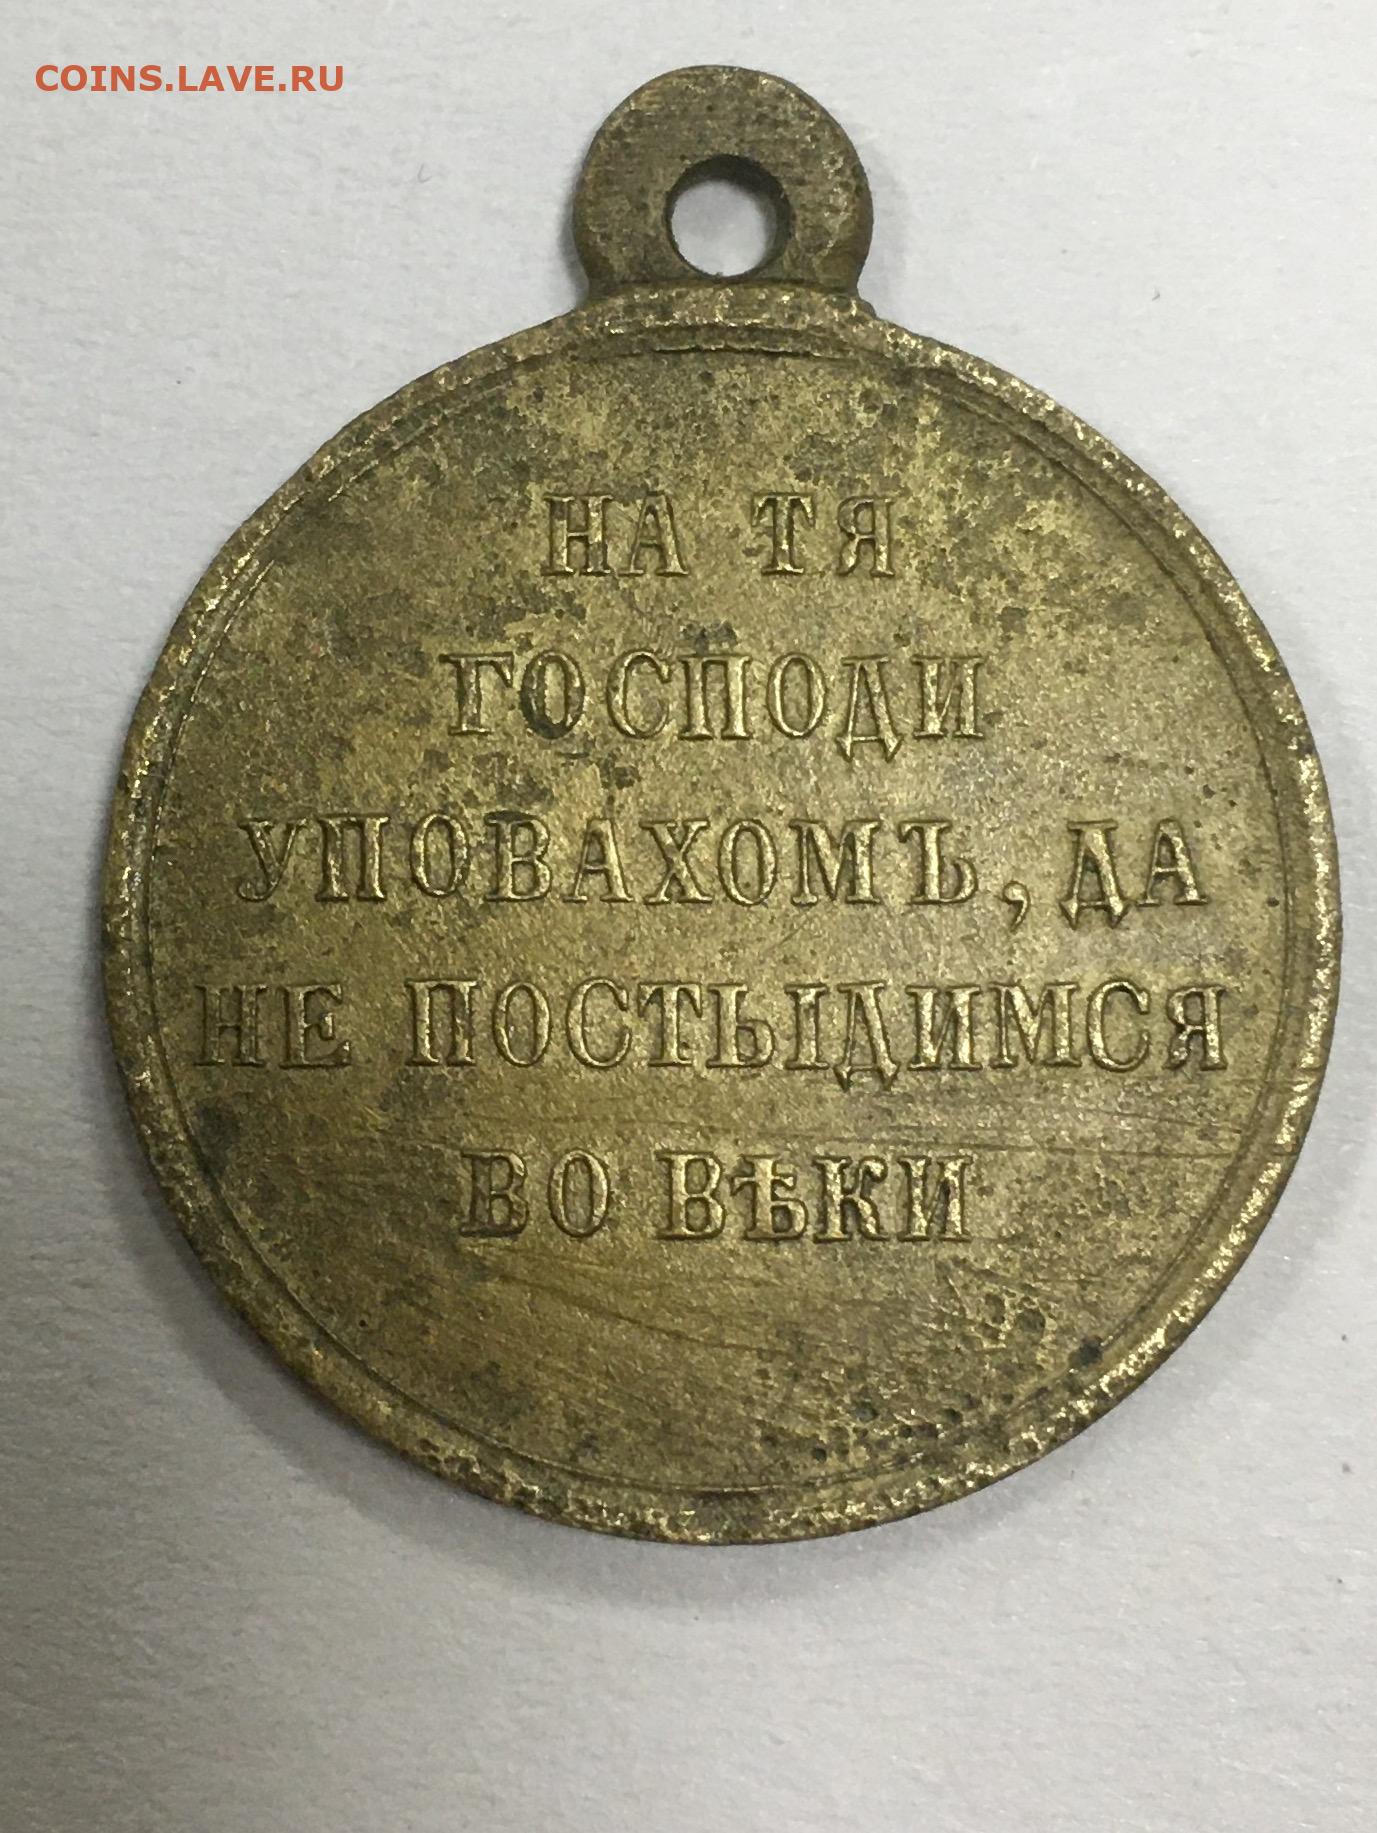 COINS.LAVE.RU
НА ТЯ
ГОСПОДИ
УПОВАХОМЪ, ДА
НЕ ПОСТЫДИМСЯ
ВО ВѢКИ